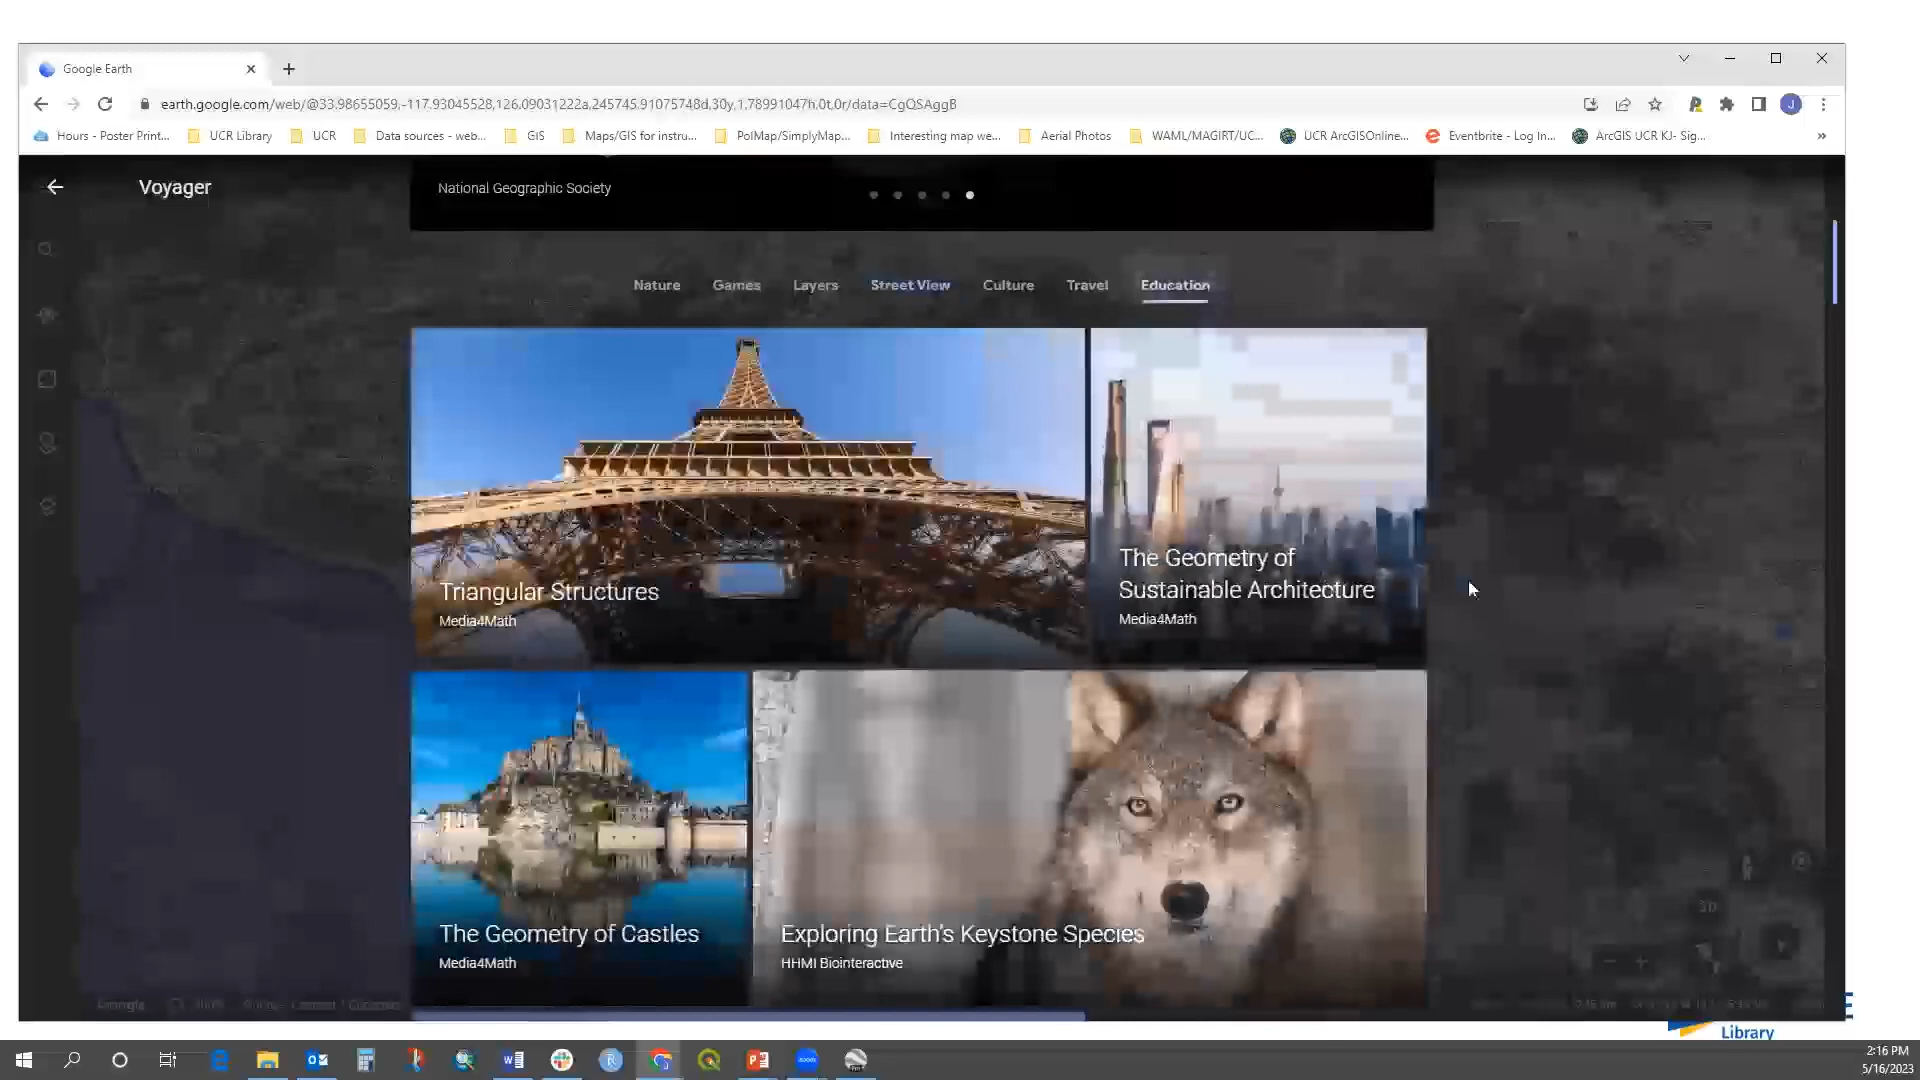 Google Earth
earth.google.com/web/@33.98655059,-117.93045528,126.09031222a,245745.91075748d,30y,1.78991047h,0t,0r/data=CgQSAggB
Hours - Poster Print... UCR Library UCR Data sources - web... GIS Maps/GIS for instru... PolMap/SimplyMap... Interesting map we... Aerial Photos WAML/MAGIRT/UC... UCR ArcGISOnline... Eventbrite - Log In... ArcGIS UCR KJ- Sig... »
J
Voyager
National Geographic Society
Nature Games Layers Street View Culture Travel Education
Triangular Structures
Media4Math
The Geometry of
Sustainable Architecture
Media4Math
The Geometry of Castles
Media4Math
Exploring Earth's Keystone Species
HHMI Biointeractive
3D
Google
Library
2:16 PM
5/16/2023